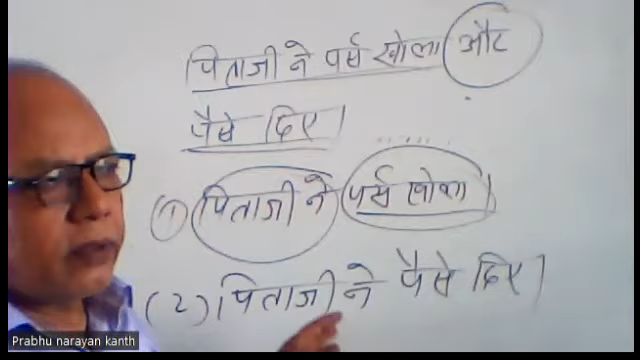 पिताजी ने पर्स खोला और
पैसे दिए।
(1) पिताजी ने पर्स खोला।
(2) पिताजी ने पैसे दिए।
Prabhu narayan kanth